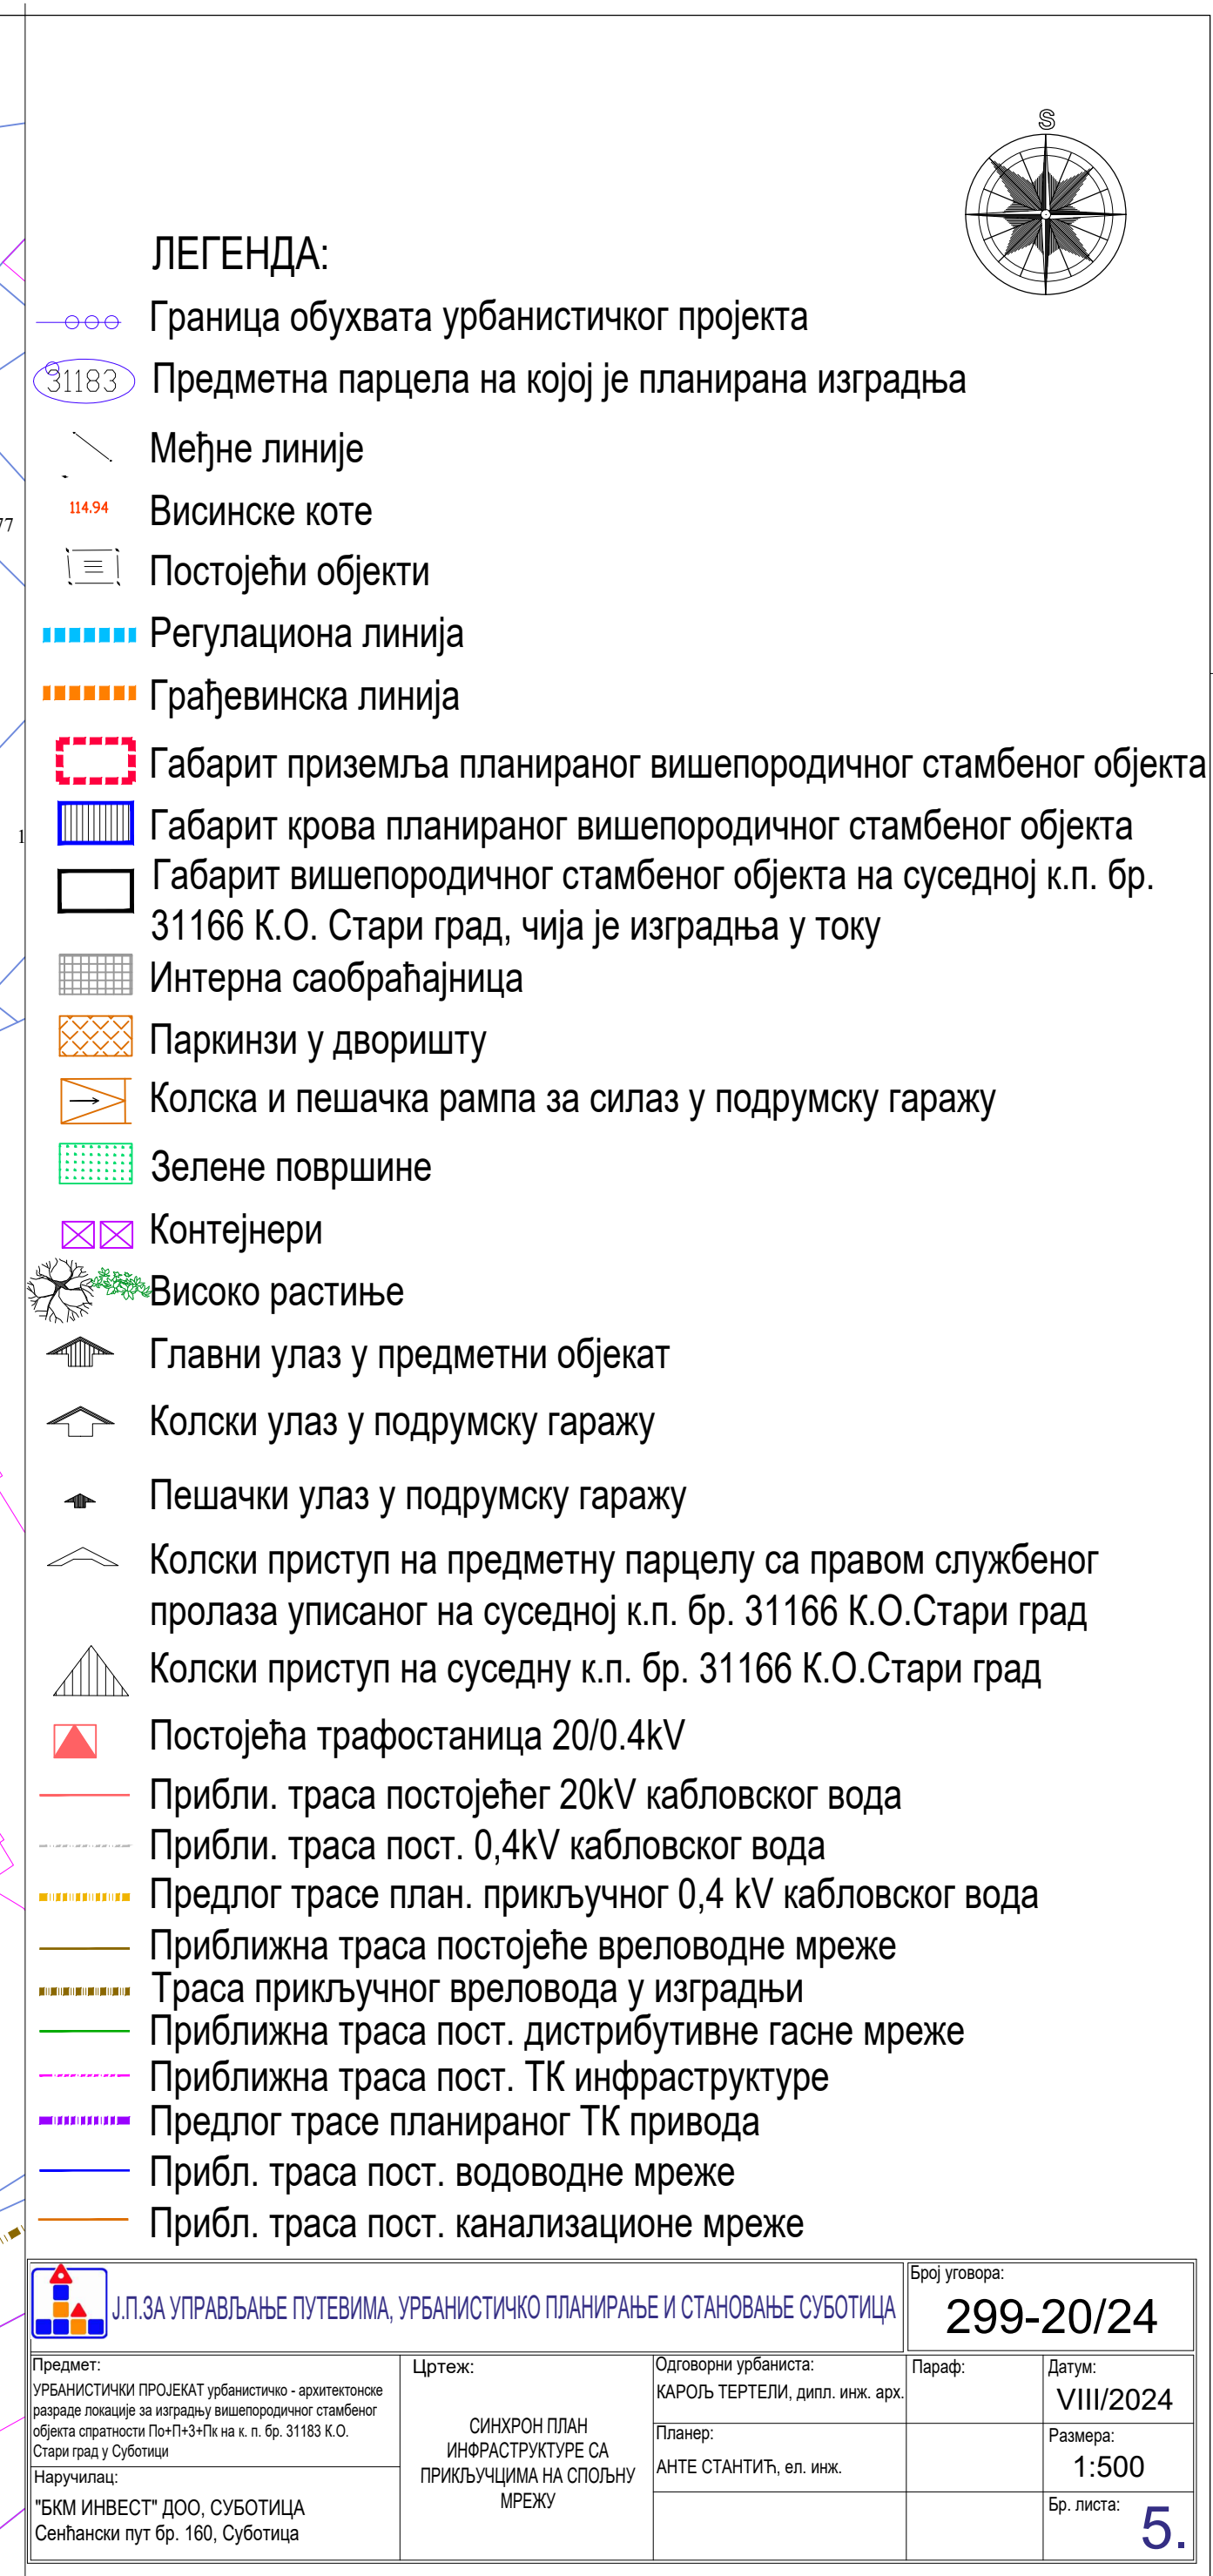 S
ЛЕГЕНДА:
Граница обухвата урбанистичког пројекта
31183 Предметна парцела на којој је планирана изградња
Међне линије
114.94 Висинске коте
77
Постојећи објекти
Регулациона линија
Грађевинска линија
Габарит приземља планираног вишепородичног стамбеног објекта
Габарит крова планираног вишепородичног стамбеног објекта
1
Габарит вишепородичног стамбеног објекта на суседној к.п. бр.
31166 К.О. Стари град, чија је изградња у току
Интерна саобраћајница
Паркинзи у дворишту
Колска и пешачка рампа за силаз у подрумску гаражу
Зелене површине
Контејнери
Високо растиње
Главни улаз у предметни објекат
Колски улаз у подрумску гаражу
Пешачки улаз у подрумску гаражу
Колски приступ на предметну парцелу са правом службеног
пролаза уписаног на суседној к.п. бр. 31166 К.О.Стари град
Колски приступ на суседну к.п. бр. 31166 К.О.Стари град
Постојећа трафостаница 20/0.4kV
Прибли. траса постојећег 20kV кабловског вода
Прибли. траса пост. 0,4kV кабловског вода
Предлог трасе план. прикључног 0,4 kV кабловског вода
Приближна траса постојеће вреловодне мреже
Траса прикључног вреловода у изградњи
Приближна траса пост. дистрибутивне гасне мреже
Приближна траса пост. ТК инфраструктуре
Предлог трасе планираног ТК привода
Прибл. траса пост. водоводне мреже
Прибл. траса пост. канализационе мреже
Ј.П.ЗА УПРАВЉАЊЕ ПУТЕВИМА, УРБАНИСТИЧКО ПЛАНИРАЊЕ И СТАНОВАЊЕ СУБОТИЦА
Број уговора:
299-20/24
Предмет:
УРБАНИСТИЧКИ ПРОЈЕКАТ урбанистичко - архитектонске
разраде локације за изградњу вишепородичног стамбеног
објекта спратности По+П+3+Пк на к. п. бр. 31183 К.О.
Стари град у Суботици
Наручилац:
"БКМ ИНВЕСТ" ДОО, СУБОТИЦА
Сенћански пут бр. 160, Суботица
Цртеж:
СИНХРОН ПЛАН
ИНФРАСТРУКТУРЕ СА
ПРИКЉУЧЦИМА НА СПОЉНУ
МРЕЖУ
Одговорни урбаниста:
КАРОЉ ТЕРТЕЛИ, дипл. инж. арх.
Планер:
АНТЕ СТАНТИЋ, ел. инж.
Параф:
Датум:
VIII/2024
Размера:
1:500
Бр. листа:
5.